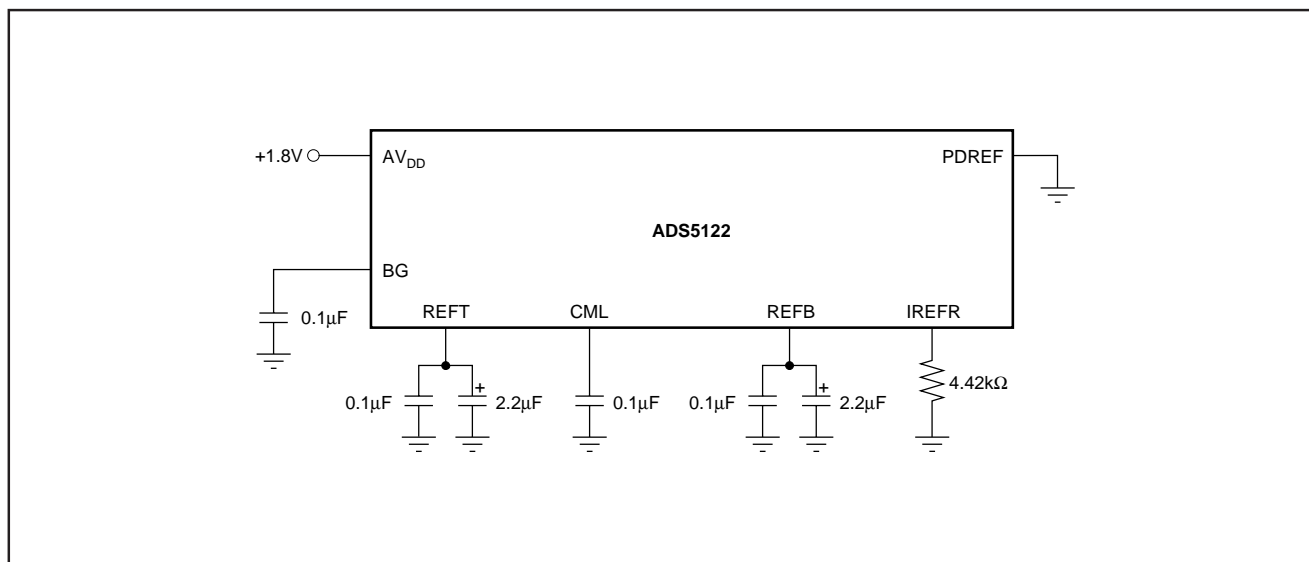 +1.8V
AVDD
PDREF
ADS5122
BG
0.1μF
REFT
CML
REFB
IREFR
0.1μF
+
2.2μF
0.1μF
0.1μF
+
2.2μF
4.42kΩ